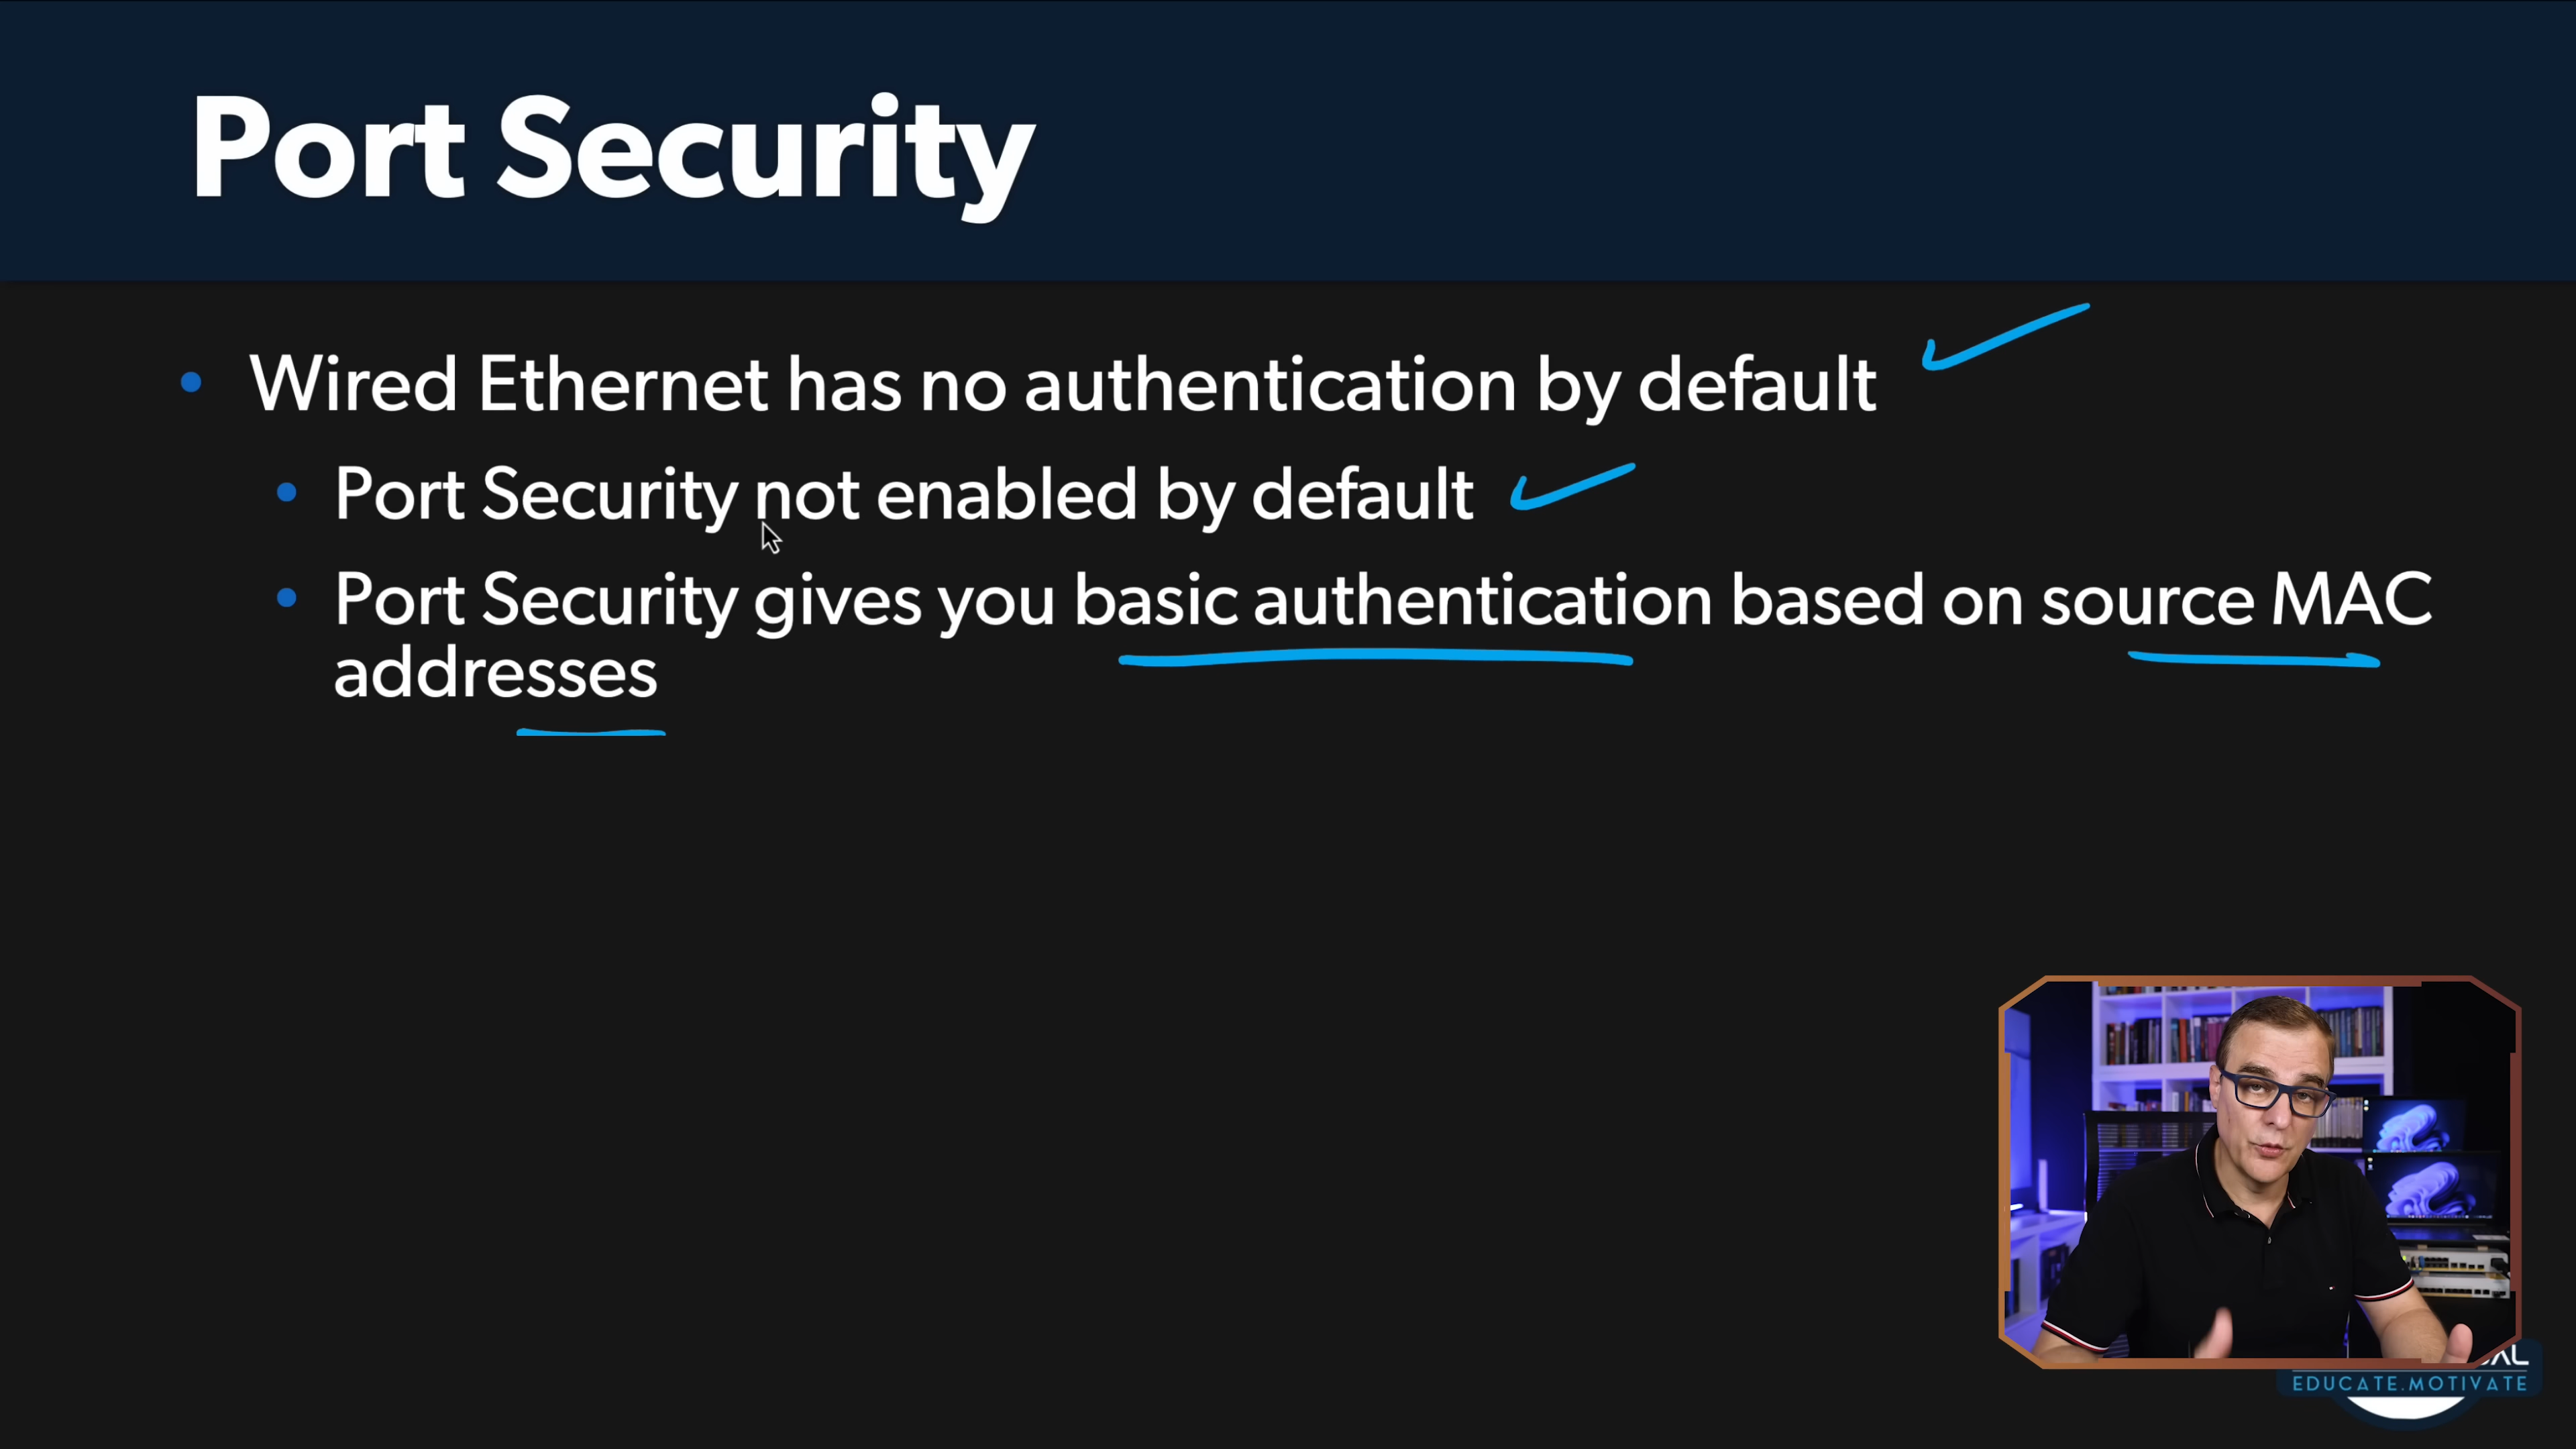 Port Security
Wired Ethernet has no authentication by default
Port Security not enabled by default
Port Security gives you basic authentication based on source MAC
addresses
EDUCATE.MOTIVATE